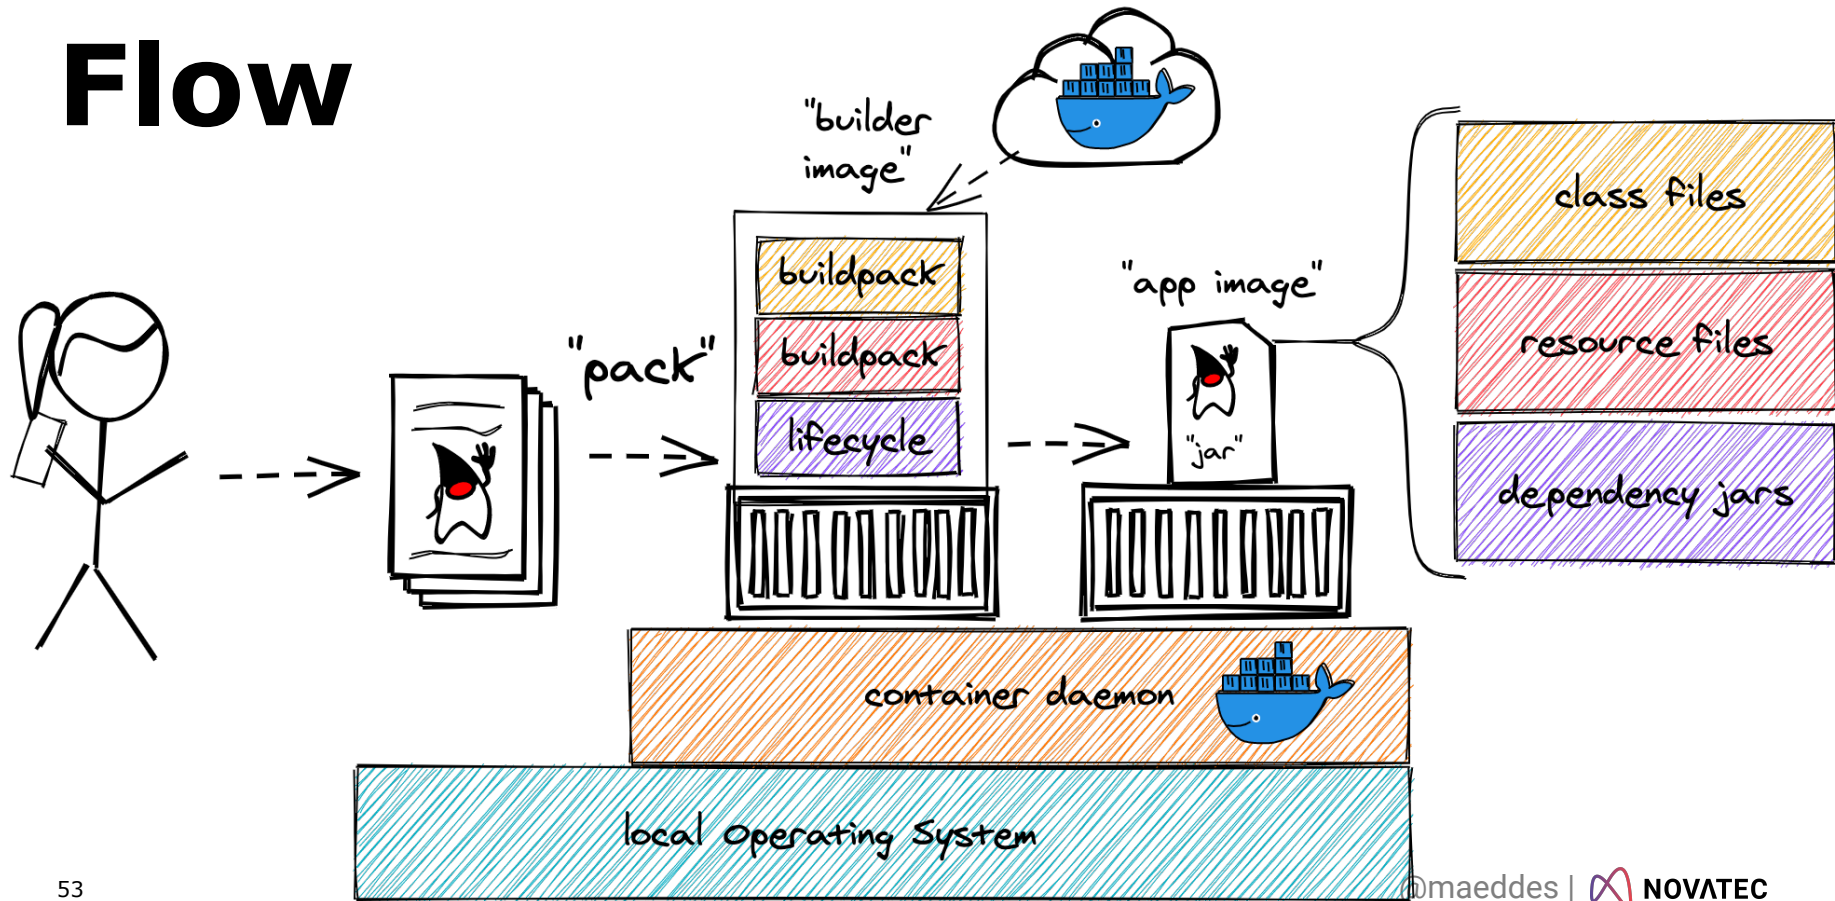 Flow
"builder
image"
buildpack
buildpack
lifecycle
"pack"
"app image"
"jar"
class files
resource files
dependency jars
container daemon
local Operating System
53
@maeddes |
NOVATEC